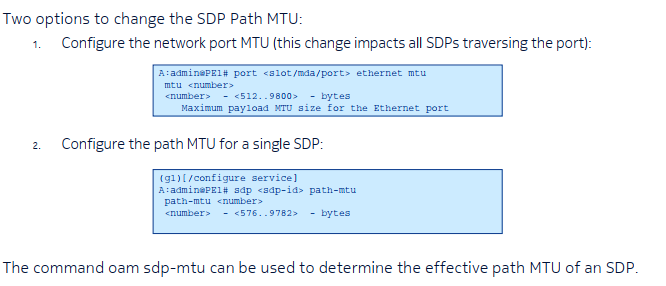 Two options to change the SDP Path MTU:
1. Configure the network port MTU (this change impacts all SDPs traversing the port):
A:admin@PE1# port <slot/mda/port> ethernet mtu
mtu <number>
<number> - <512..9800> - bytes
Maximum payload MTU size for the Ethernet port
2. Configure the path MTU for a single SDP:
(gl)[/configure service]
A:admin@PE1# sdp <sdp-id> path-mtu
path-mtu <number>
<number> - <576..9782> - bytes
The command oam sdp-mtu can be used to determine the effective path MTU of an SDP.